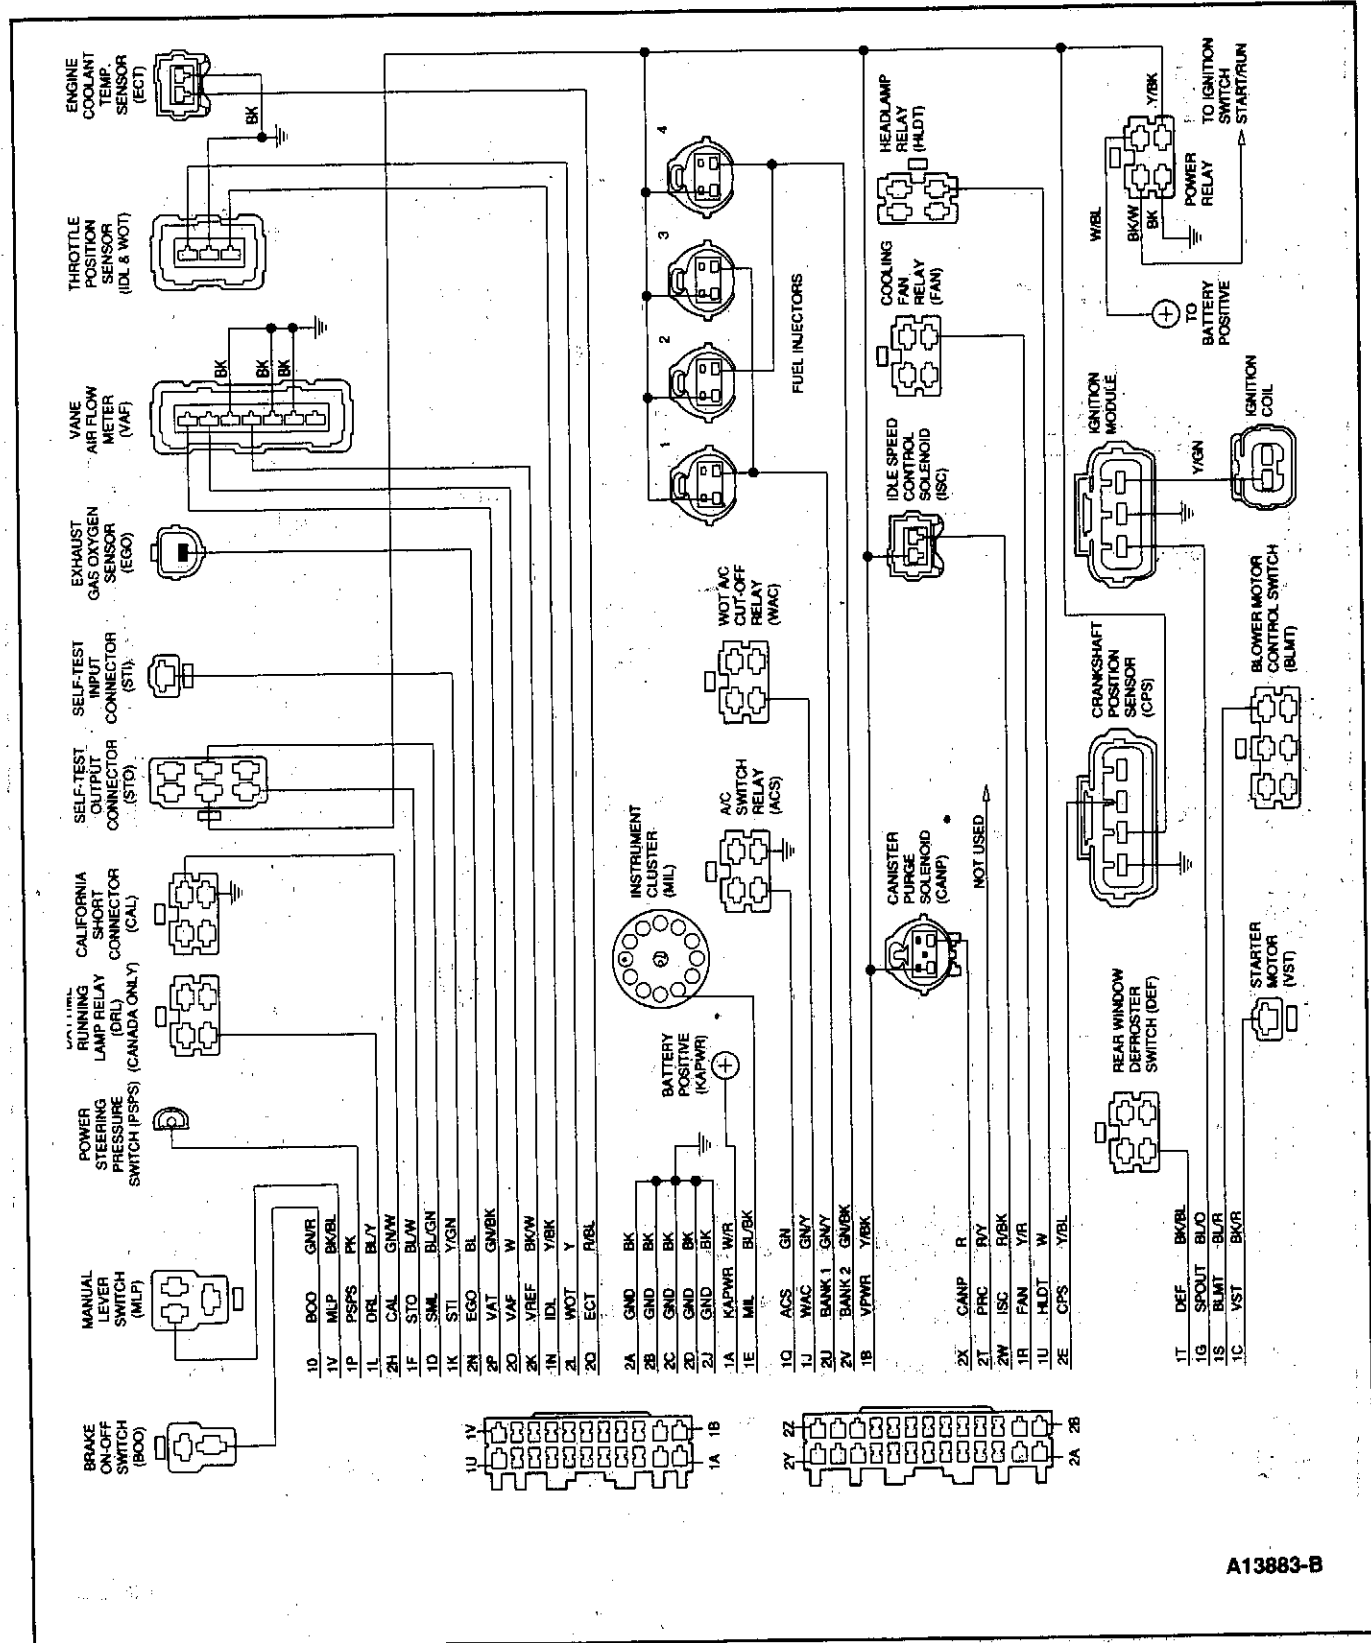 ENGINE
COOLANT
TEMP.
SENSOR
(ECT)
BK
THROTTLE
POSITION
SENSOR
(IDL & WOT)
VANE
AIR FLOW
METER
(VAF)
BK
BK
BK
EXHAUST
GAS OXYGEN
SENSOR
(EGO)
SELF-TEST
INPUT
CONNECTOR
(STI)
SELF-TEST
OUTPUT
CONNECTOR
(STO)
CALIFORNIA
SHORT
CONNECTOR
(CAL)
RUNNING
LAMP RELAY
(DRL)
(CANADA ONLY)
POWER
STEERING
PRESSURE
SWITCH (PSPS)
MANUAL
LEVER
SWITCH
(MLP)
BRAKE
ON-OFF
SWITCH
(BOO)
1O BOO GN/R
1V MLP BK/BL
1P PSPS PK
1L DRL BL/Y
2H CAL GN/W
1F STO BL/W
1D SML BL/GN
1K STI Y/GN
2N EGO BL
2P VAT GN/BK
2O VAF W
2K VREF BK/W
1N IDL Y/BK
2L WOT Y
2Q ECT R/BL
4
3
2
1
FUEL INJECTORS
WOT A/C
CUT-OFF
RELAY
(WAC)
A/C
SWITCH
RELAY
(ACS)
INSTRUMENT
CLUSTER
(MIL)
BATTERY
POSITIVE
(KAPWR)
2A GND BK
2B GND BK
2C GND BK
2D GND BK
2J GND BK
1A KAPWR W/R
1E MIL BL/BK
1Q ACS GN
1J WAC GN/Y
2U BANK 1 GN/Y
2V BANK 2 GN/BK
1B VPWR Y/BK
HEADLAMP
RELAY
(HLDT)
COOLING
FAN
RELAY
(FAN)
IDLE SPEED
CONTROL
SOLENOID
(ISC)
CANISTER
PURGE
SOLENOID
(CANP)
NOT USED
2X CANP R
2T PRC R/Y
2W ISC R/BK
1R FAN Y/R
1U HLDT W
2E CPS Y/BL
TO IGNITION
SWITCH
START/RUN
Y/BK
POWER
RELAY
W/BL
BK/W
BK
TO
BATTERY
POSITIVE
IGNITION
MODULE
IGNITION
COIL
Y/GN
CRANKSHAFT
POSITION
SENSOR
(CPS)
BLOWER MOTOR
CONTROL SWITCH
(BLMT)
REAR WINDOW
DEFROSTER
SWITCH (DEF)
STARTER
MOTOR
(VST)
1T DEF BK/BL
1G SPOUT BL/O
1S BLMT BL/R
1C VST BK/R
1V
1B
1U
1A
2Z
2B
2Y
2A
A13883-B